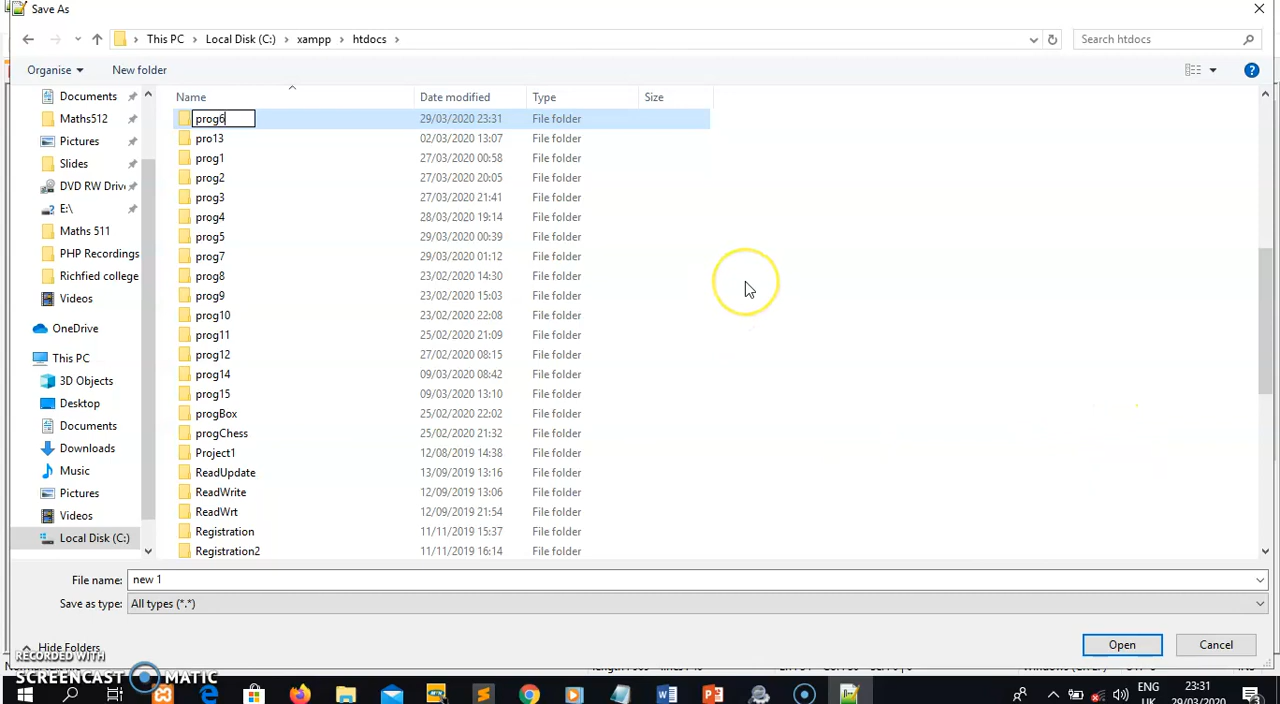 Save As
This PC Local Disk (C:) xampp htdocs Search htdocs
Organise New folder
Name Date modified Type Size
Documents
Maths512
Pictures
Slides
DVD RW Driv
E:\
Maths 511
PHP Recordings
Richfied college
Videos
OneDrive
This PC
3D Objects
Desktop
Documents
Downloads
Music
Pictures
Videos
Local Disk (C:)
prog6 29/03/2020 23:31 File folder
pro13 02/03/2020 13:07 File folder
prog1 27/03/2020 00:58 File folder
prog2 27/03/2020 20:05 File folder
prog3 27/03/2020 21:41 File folder
prog4 28/03/2020 19:14 File folder
prog5 29/03/2020 00:39 File folder
prog7 29/03/2020 01:12 File folder
prog8 23/02/2020 14:30 File folder
prog9 23/02/2020 15:03 File folder
prog10 23/02/2020 22:08 File folder
prog11 25/02/2020 21:09 File folder
prog12 27/02/2020 08:15 File folder
prog14 09/03/2020 08:42 File folder
prog15 09/03/2020 13:10 File folder
progBox 25/02/2020 22:02 File folder
progChess 25/02/2020 21:32 File folder
Project1 12/08/2019 14:38 File folder
ReadUpdate 13/09/2019 13:16 File folder
ReadWrite 12/09/2019 13:06 File folder
ReadWrt 12/09/2019 21:54 File folder
Registration 11/11/2019 15:37 File folder
Registration2 11/11/2019 16:14 File folder
File name: new 1
Save as type: All types (*.*)
Hide Folders Open Cancel
RECORDED WITH
SCREENCAST MATIC
ENG 23:31
29/03/2020